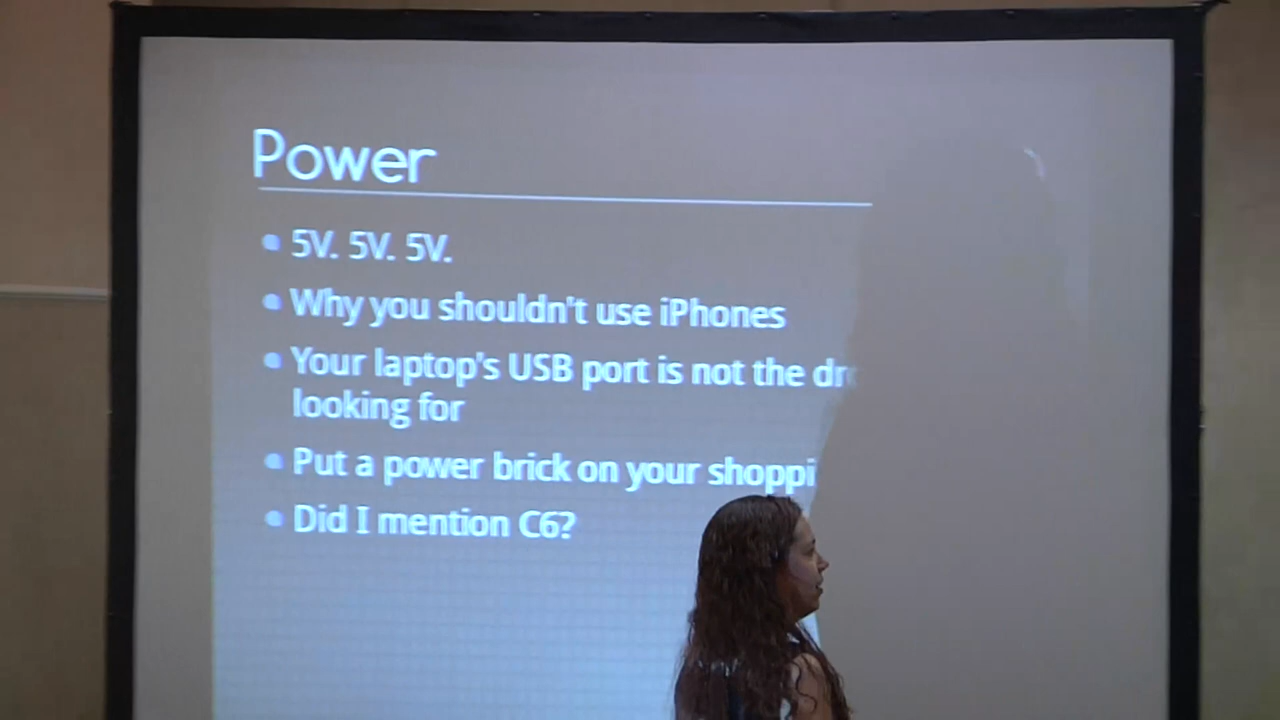 Power
5V. 5V. 5V.
Why you shouldn't use iPhones
Your laptop's USB port is not the
looking for
Put a power brick on your shoppi
Did I mention C6?